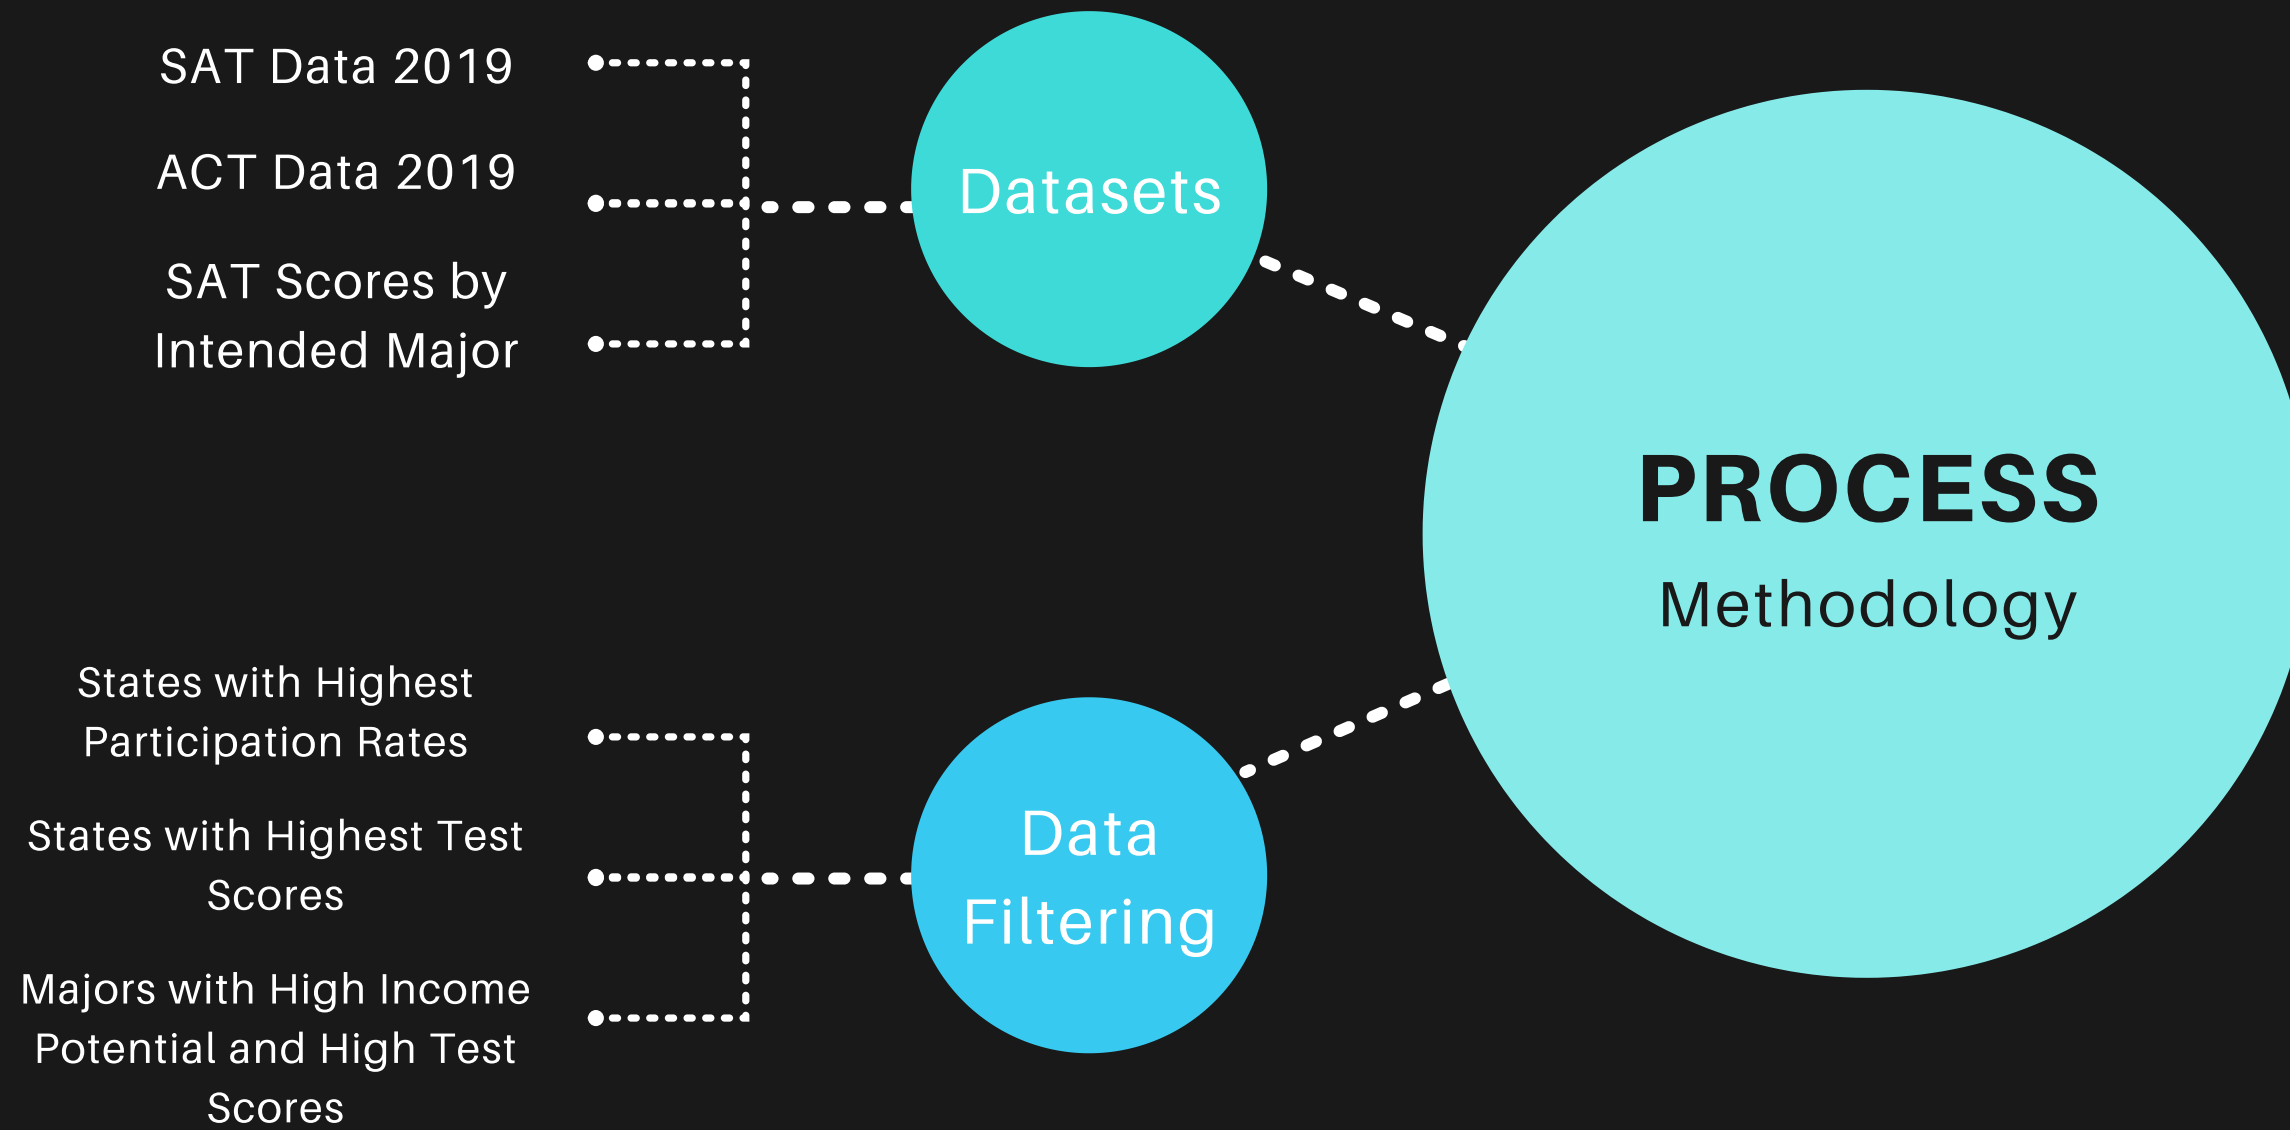 SAT Data 2019
ACT Data 2019
SAT Scores by
Intended Major
Datasets
PROCESS
Methodology
States with Highest
Participation Rates
States with Highest Test
Scores
Majors with High Income
Potential and High Test
Scores
Data
Filtering